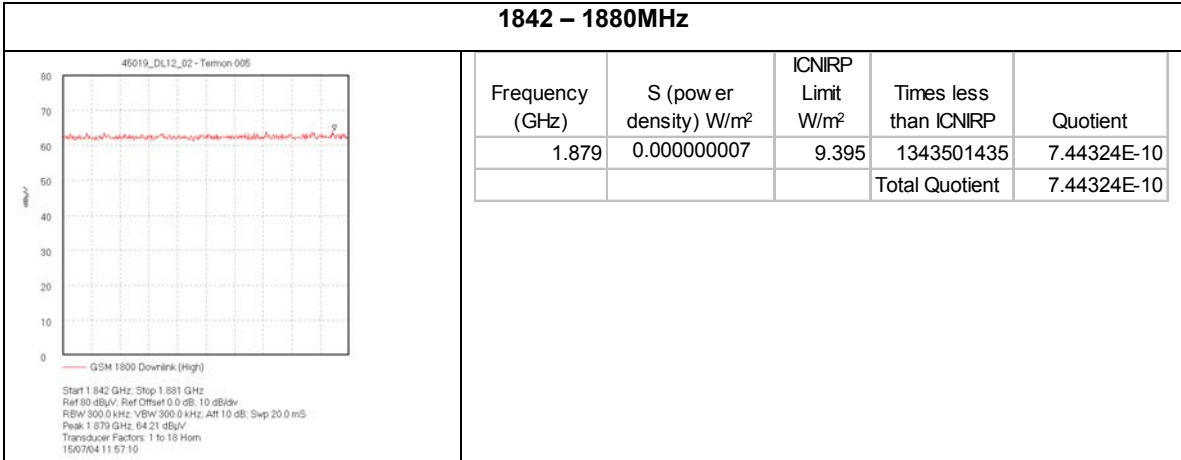 1842 – 1880MHz
45019_DL12_02 - Termon 005
80
70
60
50
40
30
20
10
0
dBµV
GSM 1800 Downlink (High)
Start 1.842 GHz; Stop 1.881 GHz
Ref 80 dBµV; Ref Offset 0.0 dB; 10 dB/div
RBW 300.0 kHz; VBW 300.0 kHz; Att 10 dB; Swp 20.0 mS
Peak 1.879 GHz, 64.21 dBµV
Transducer Factors: 1 to 18 Horn
15/07/04 11:57:10
Frequency (GHz) S (pow er density) W/m² ICNIRP Limit W/m² Times less than ICNIRP Quotient
1.879 0.000000007 9.395 1343501435 7.44324E-10
Total Quotient 7.44324E-10